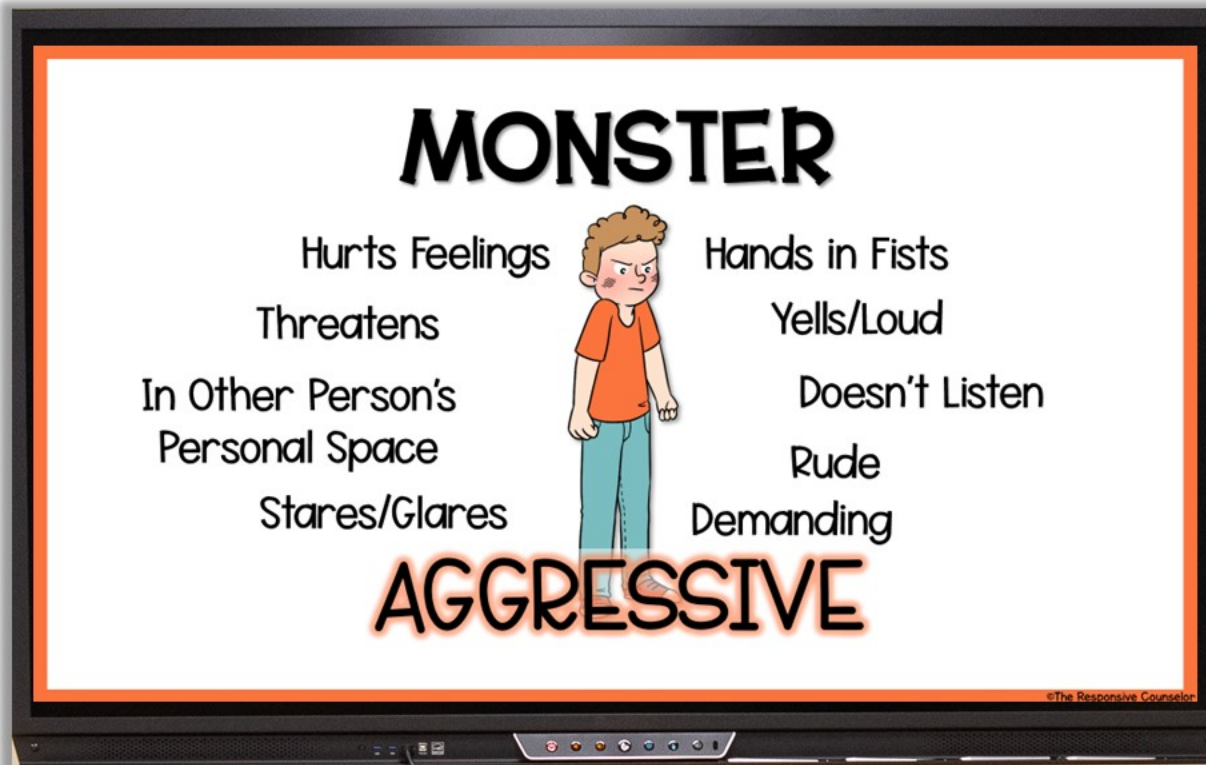 MONSTER
Hurts Feelings
Threatens
In Other Person's
Personal Space
Stares/Glares
Hands in Fists
Yells/Loud
Doesn't Listen
Rude
Demanding
AGGRESSIVE
©The Responsive Counselor